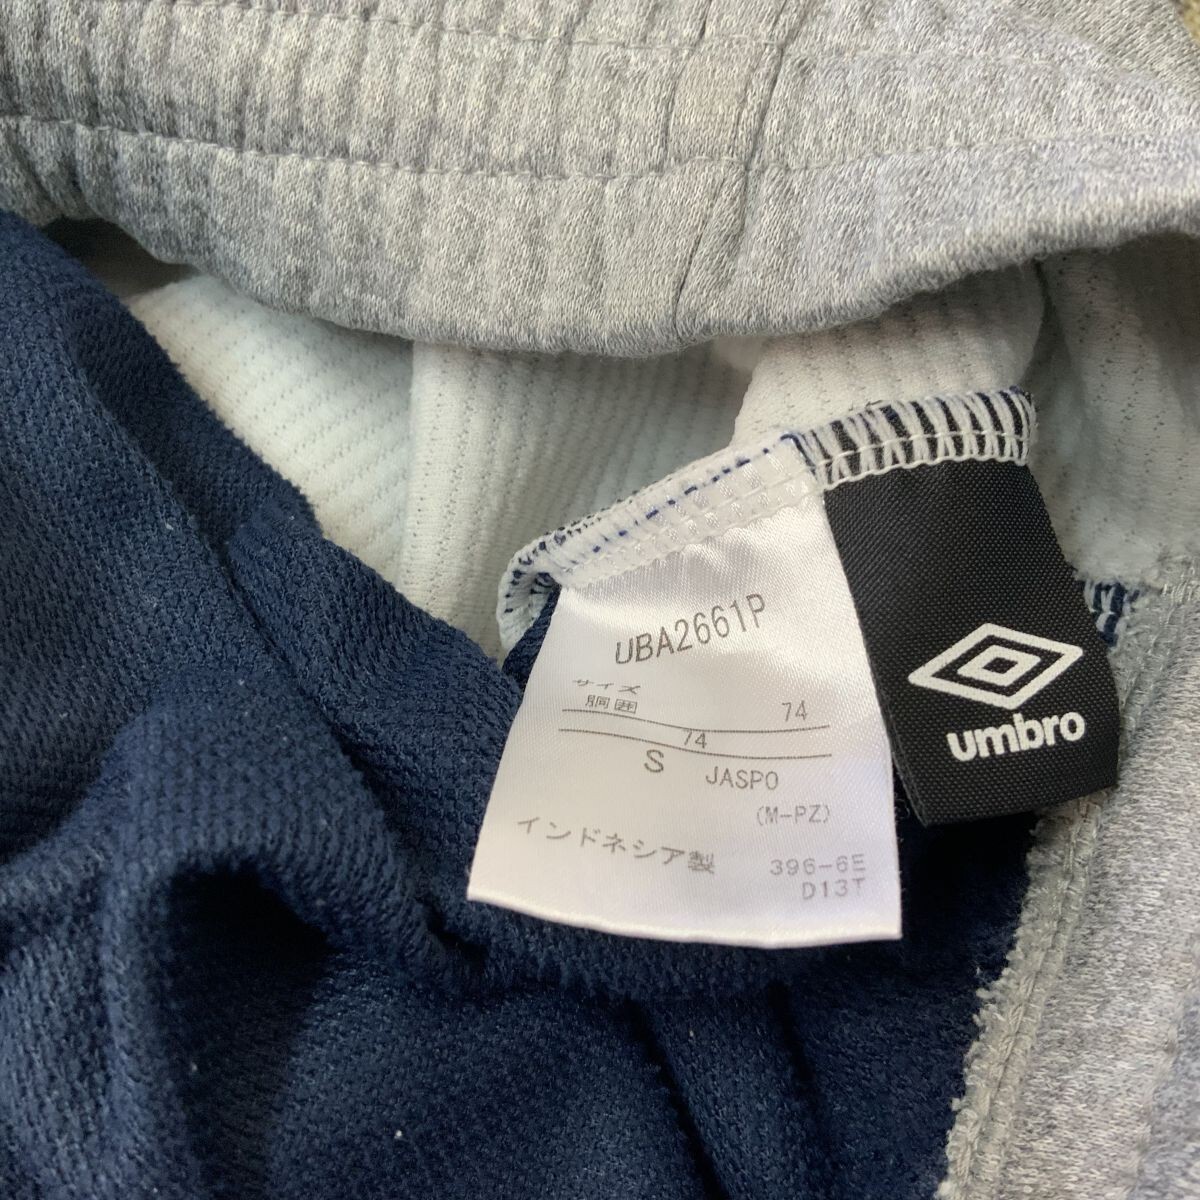 UBA2661P
サイズ
胴囲 74
74
S JASPO
(M-PZ)
インドネシア製
396-6E
D13T
umbro